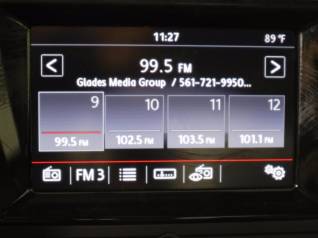 11:27 89 °F
99.5 FM
Glades Media Group / 561-721-9950...
9 10 11 12
99.5 FM 102.5 FM 103.5 FM 101.1 FM
FM 3